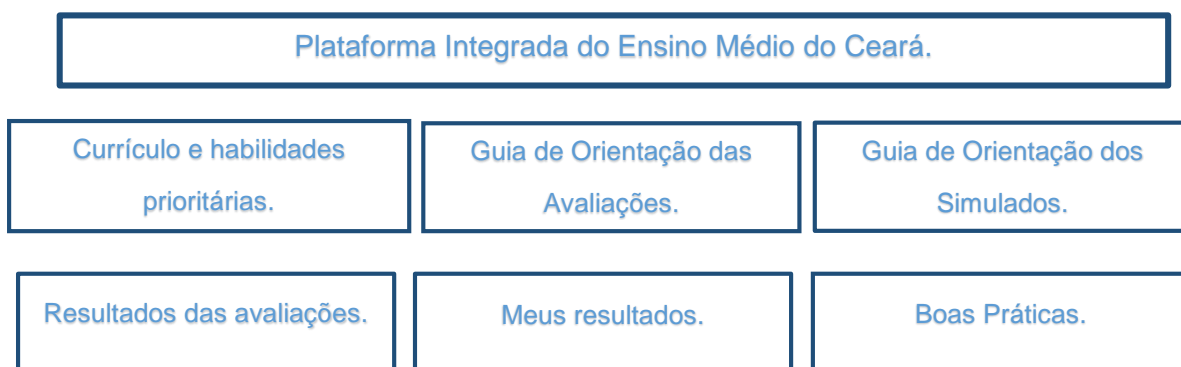 Plataforma Integrada do Ensino Médio do Ceará.
Currículo e habilidades
prioritárias.
Guia de Orientação das
Avaliações.
Guia de Orientação dos
Simulados.
Resultados das avaliações.
Meus resultados.
Boas Práticas.